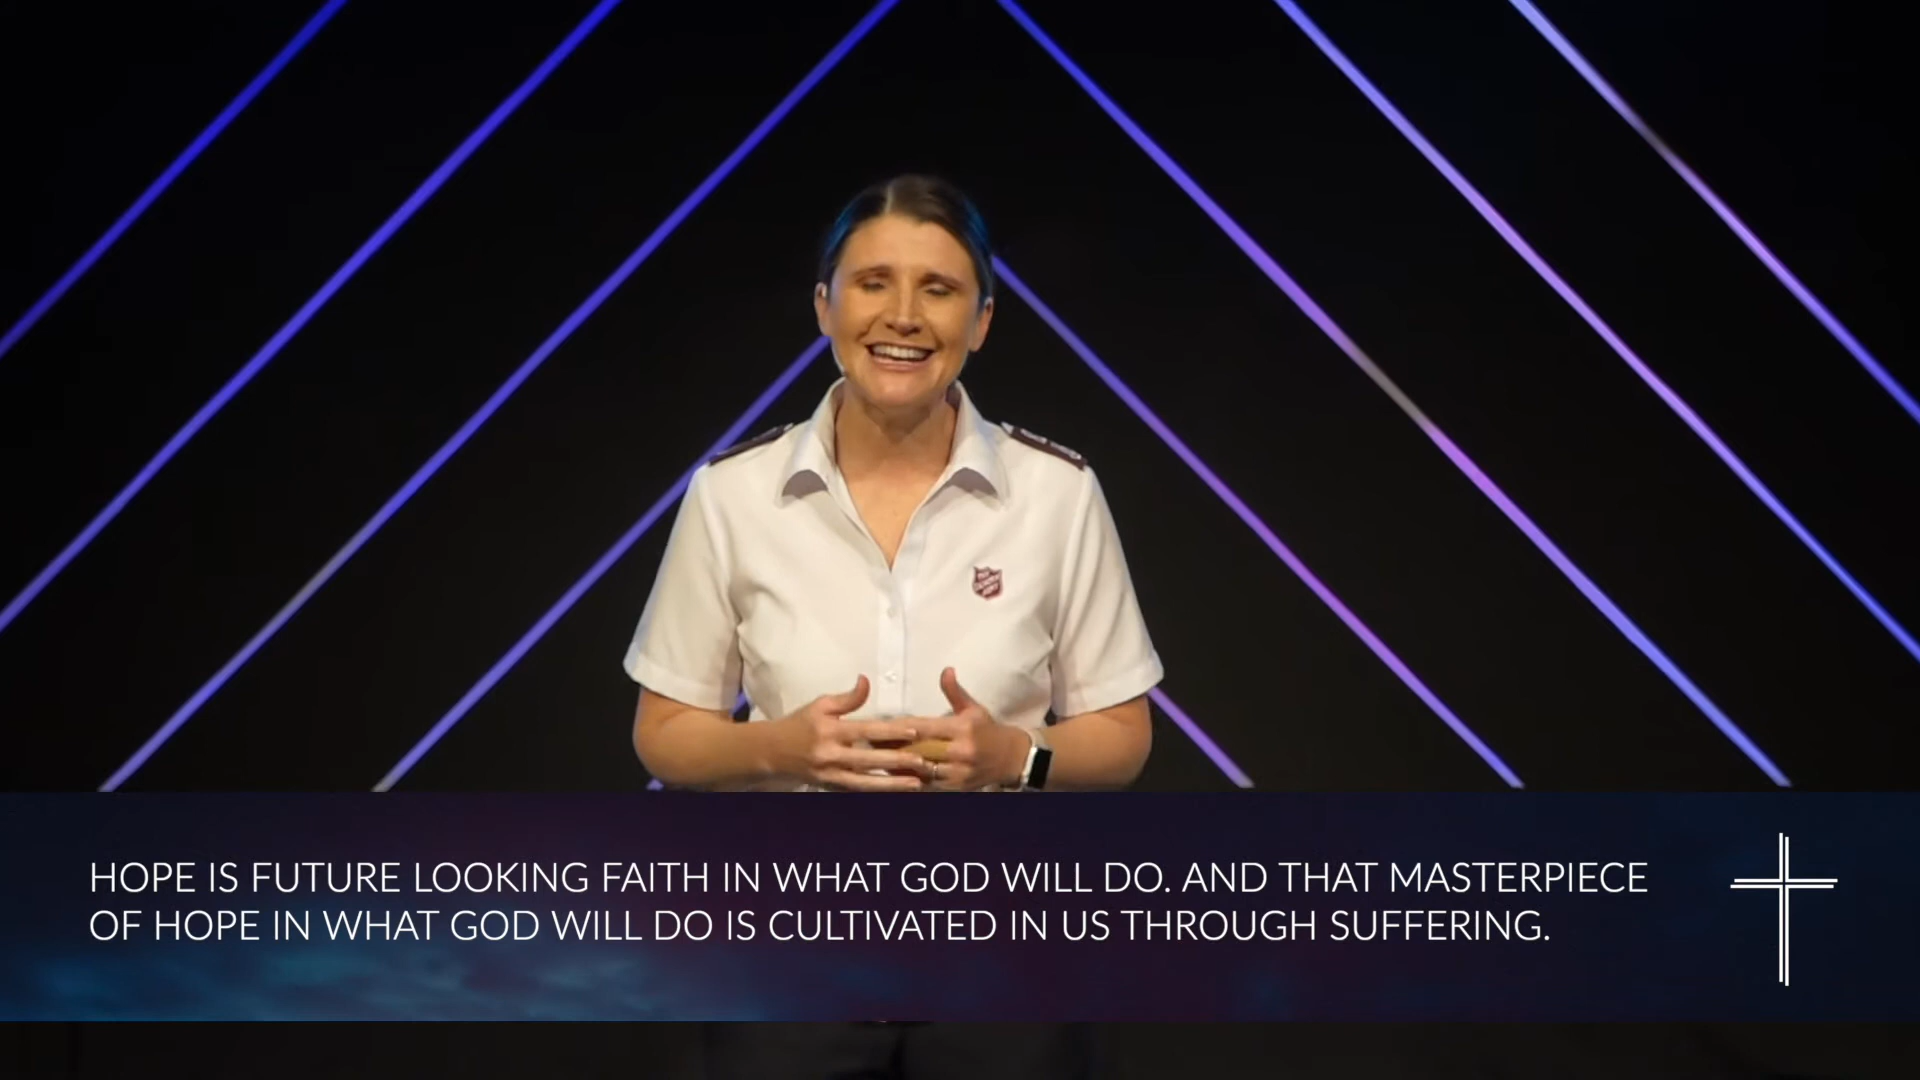 HOPE IS FUTURE LOOKING FAITH IN WHAT GOD WILL DO. AND THAT MASTERPIECE
OF HOPE IN WHAT GOD WILL DO IS CULTIVATED IN US THROUGH SUFFERING.